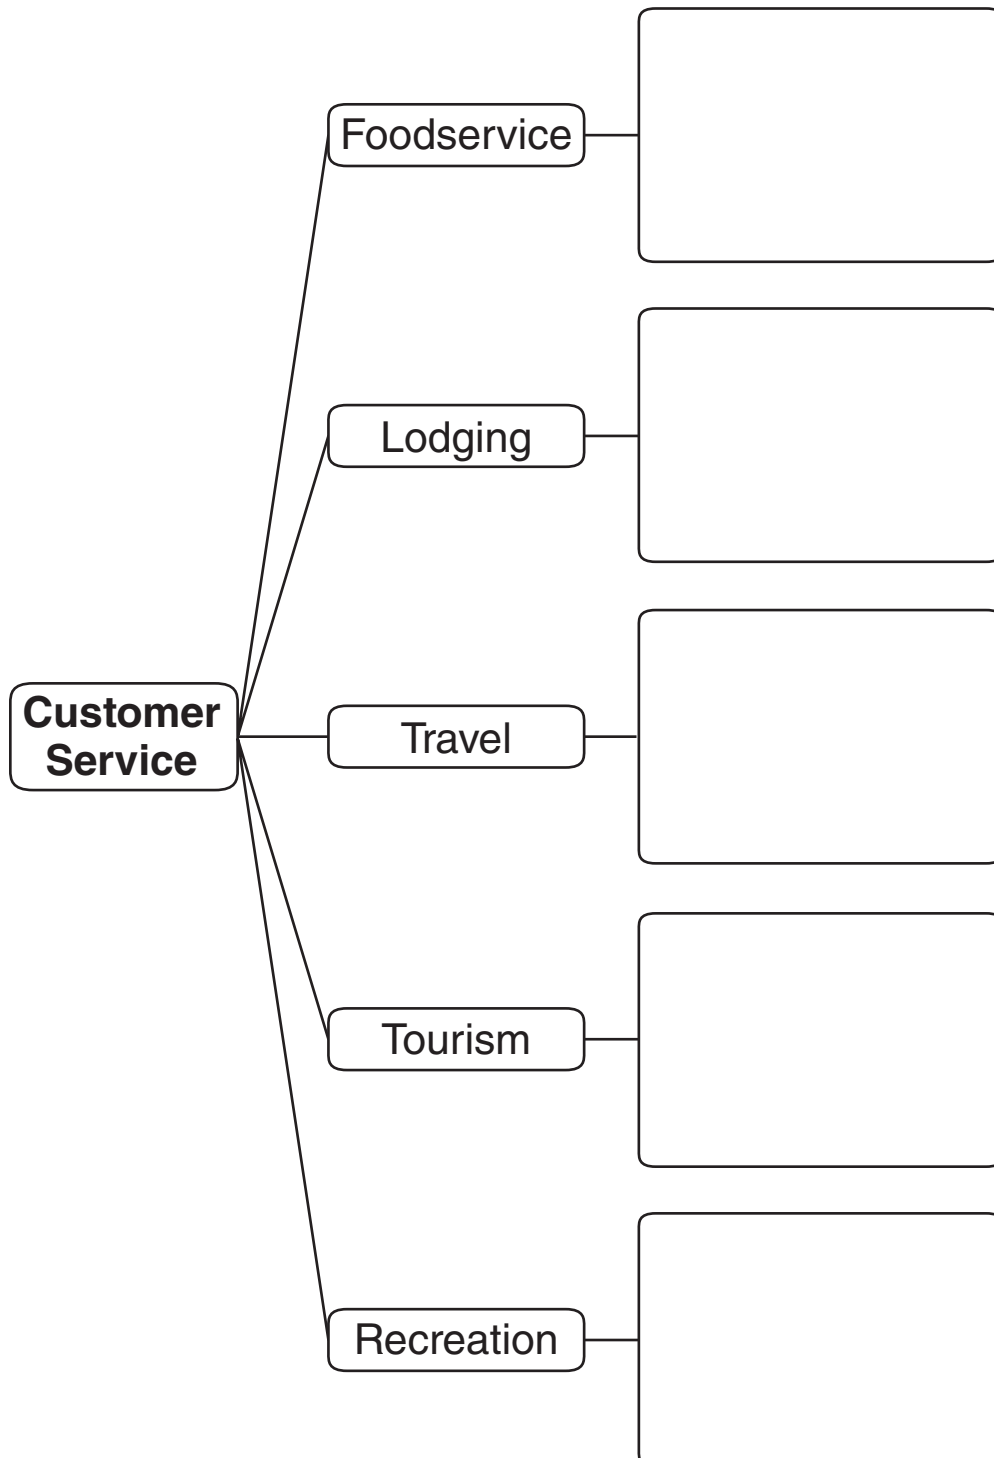 Foodservice
Lodging
Customer
Service
Travel
Tourism
Recreation